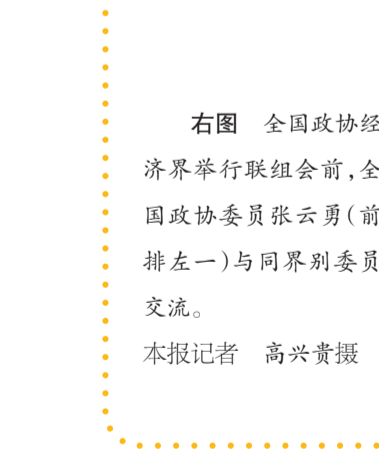 右图 全国政协经
济界举行联组会前,全
国政协委员张云勇(前
排左一)与同界别委员
交流。
本报记者 高兴贵摄